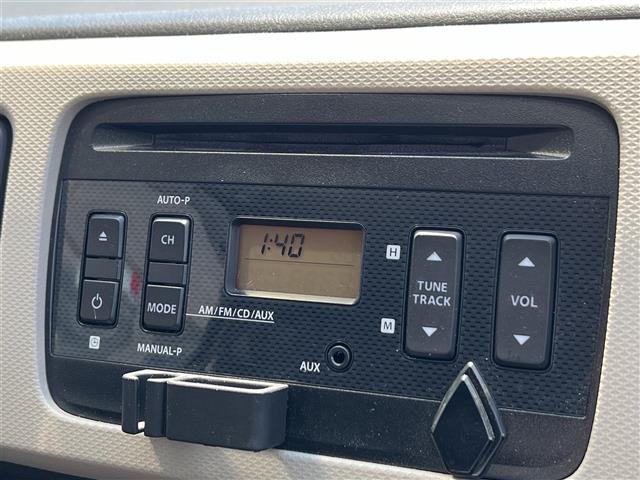 AUTO-P
CH
1:40
H
TUNE
TRACK
VOL
MODE
AM/FM/CD/AUX
M
MANUAL-P
AUX